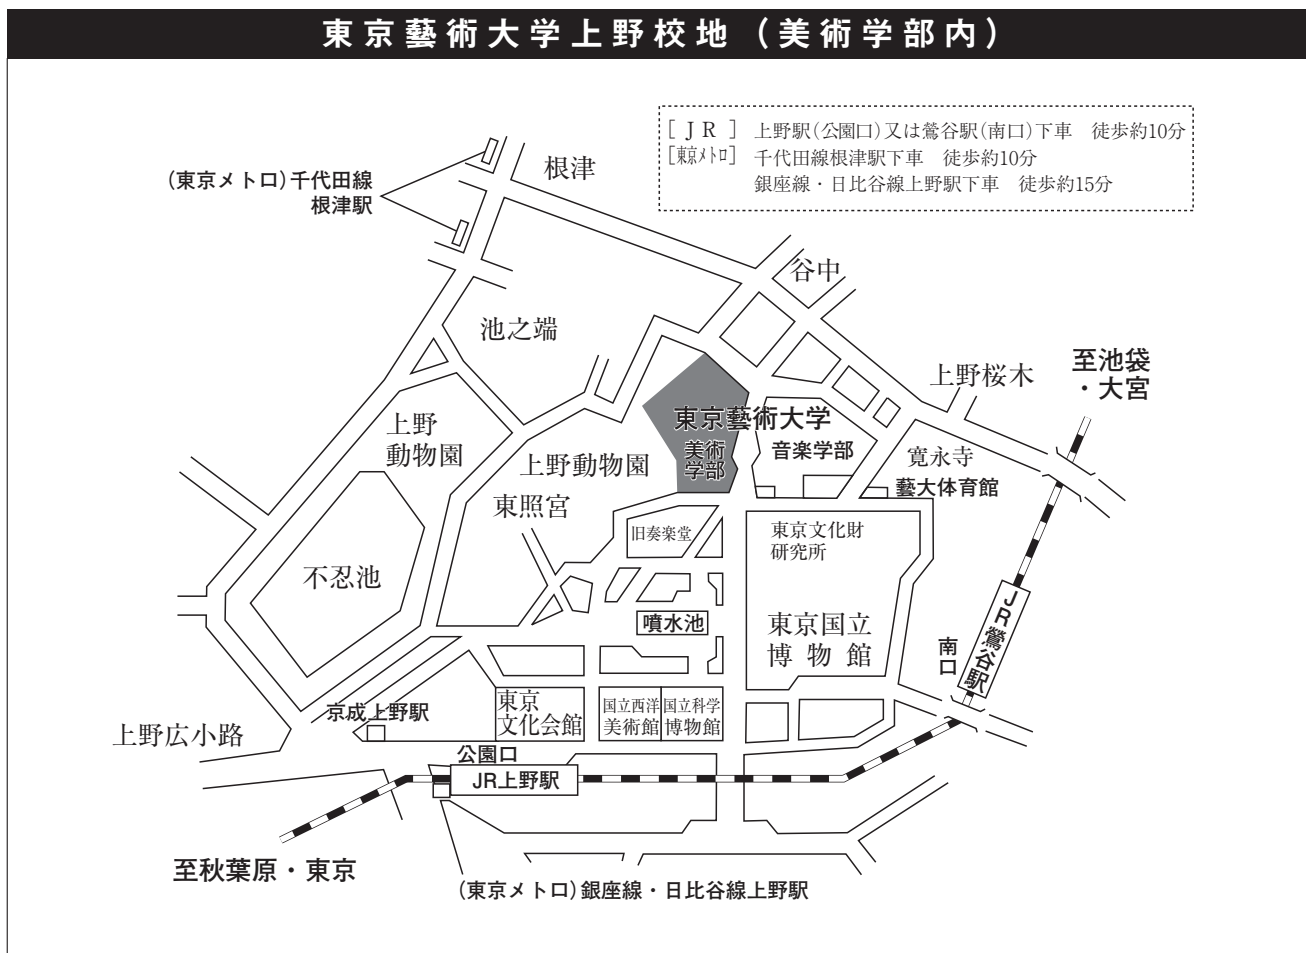 東京藝術大学上野校地（美術学部内）
［ＪＲ］ 上野駅（公園口）又は鶯谷駅（南口）下車　徒歩約10分
［東京メトロ］ 千代田線根津駅下車　徒歩約10分
銀座線・日比谷線上野駅下車　徒歩約15分
（東京メトロ）千代田線
根津駅
根津
谷中
池之端
上野桜木
至池袋
・大宮
東京藝術大学
美術
学部
音楽学部
上野
動物園
上野動物園
寛永寺
藝大体育館
東照宮
旧奏楽堂
東京文化財
研究所
不忍池
噴水池
東京国立
博物館
JR鶯谷駅
南口
京成上野駅
東京
文化会館
国立西洋
美術館
国立科学
博物館
上野広小路
公園口
JR上野駅
至秋葉原・東京
（東京メトロ）銀座線・日比谷線上野駅